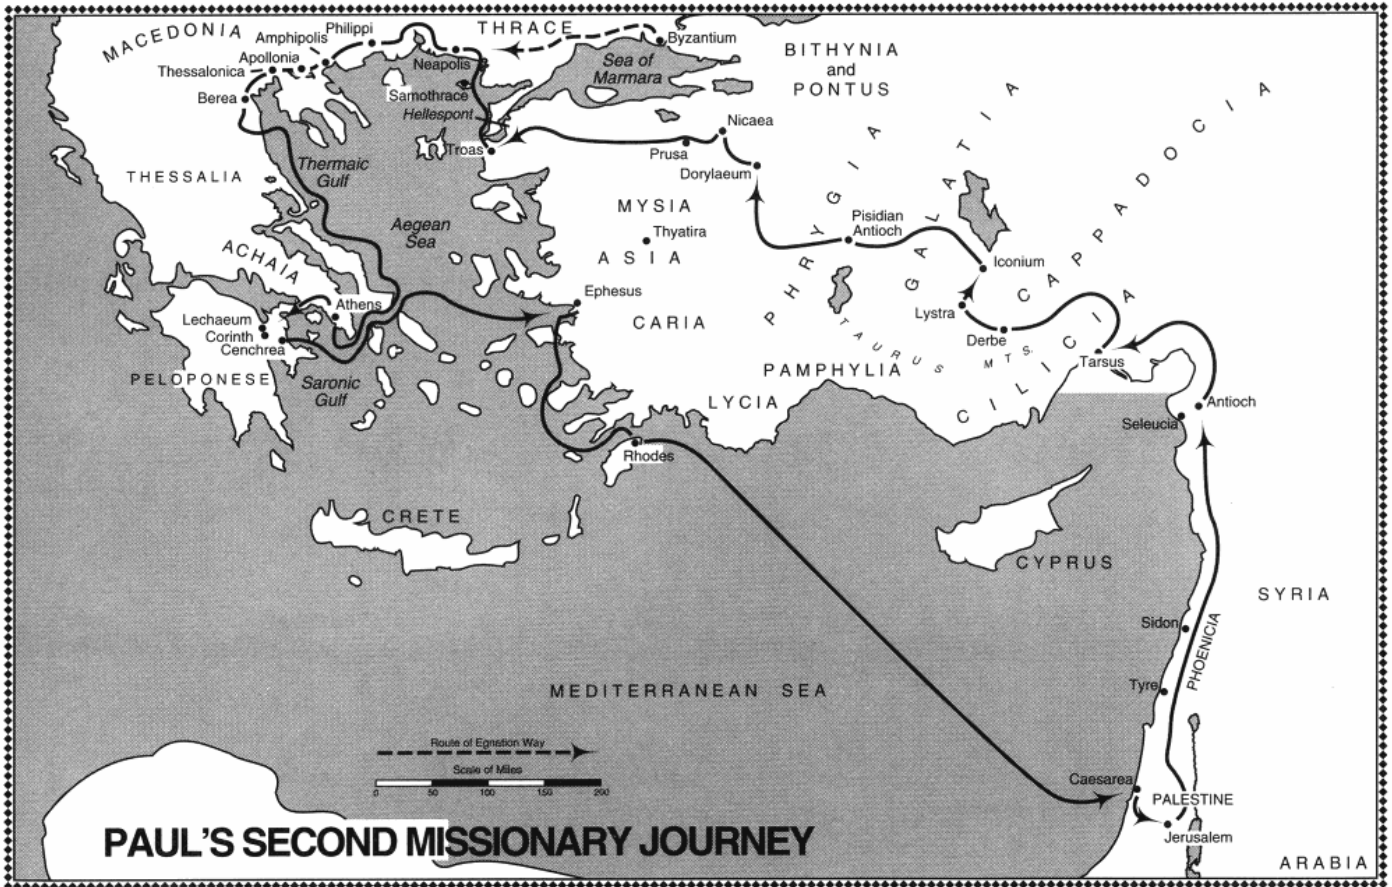 MACEDONIA
Philippi
THRACE
Amphipolis
Byzantium
Apollonia
BITHYNIA
and
PONTUS
Thessalonica
Neapolis
Sea of
Marmara
Berea
Samothrace
Hellespont
Nicaea
Troas
Prusa
Dorylaeum
Thermaic
Gulf
THESSALIA
PHRYGIA
GALATIA
CAPPADOCIA
MYSIA
Pisidian
Antioch
Thyatira
Aegean
Sea
ACHAIA
ASIA
Iconium
Ephesus
Athens
Lystra
Lechaeum
Corinth
Cenchrea
CARIA
Derbe
TAURUS MTS.
CILICIA
Tarsus
PELOPONESE
Saronic
Gulf
PAMPHYLIA
LYCIA
Antioch
Seleucia
Rhodes
CRETE
CYPRUS
SYRIA
Sidon
PHOENICIA
Tyre
MEDITERRANEAN SEA
Route of Egnation Way
Scale of Miles
0 50 100 150 200
Caesarea
PALESTINE
Jerusalem
PAUL'S SECOND MISSIONARY JOURNEY
ARABIA